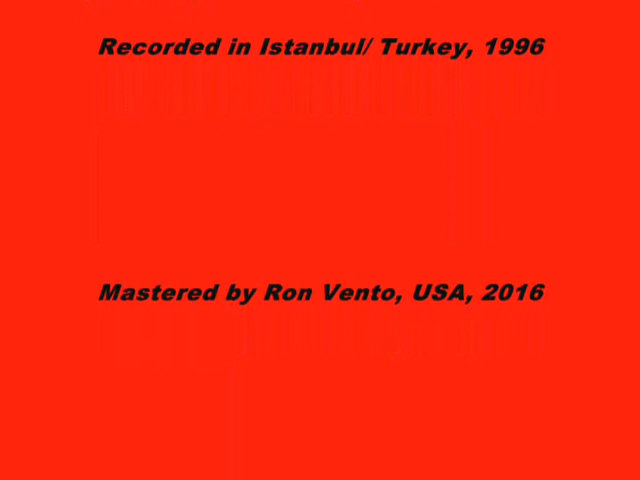 Recorded in Istanbul/ Turkey, 1996
Mastered by Ron Vento, USA, 2016